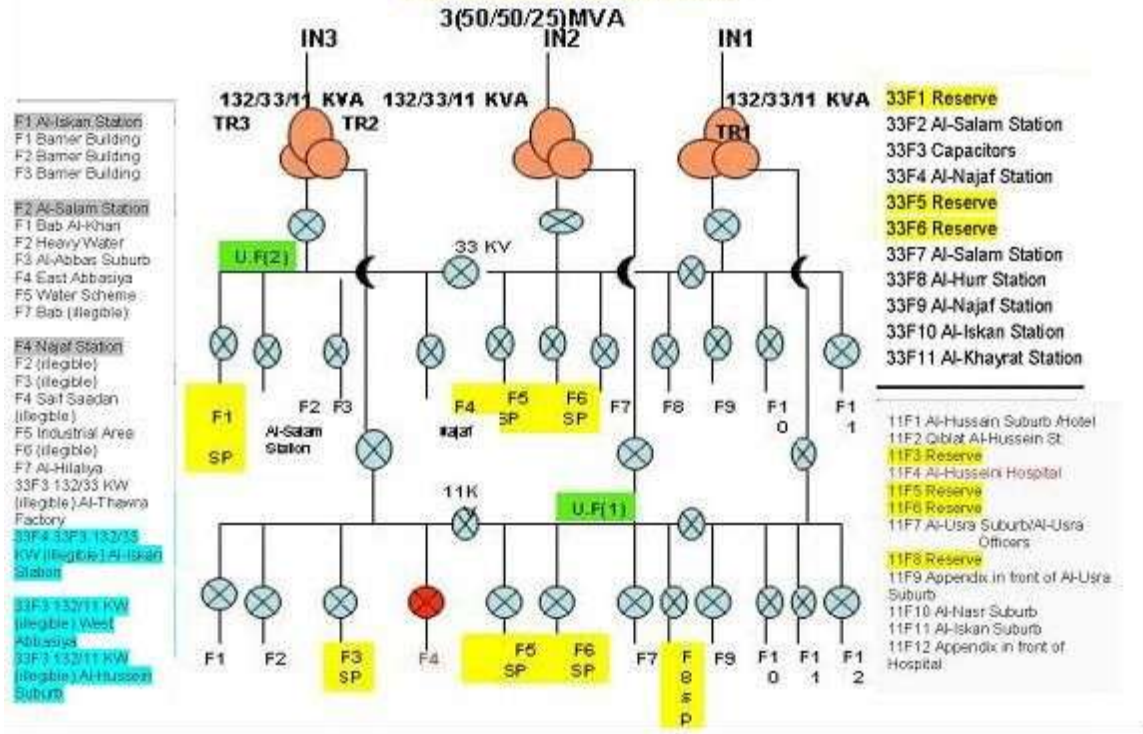 3(50/50/25)MVA
IN3
IN2
IN1
132/33/11 KVA
132/33/11 KVA
132/33/11 KVA
TR3
TR2
TR1
F1 Al-Iskan Station
F1 Barrier Building
F2 Barrier Building
F3 Barrier Building
F2 Al-Salam Station
F1 Bab Al-Khan
F2 Heavy Water
F3 Al-Abbas Suburb
F4 East Abbasiya
F5 Water Scheme
F7 Bab (illegible)
F4 Najaf Station
F2 (illegible)
F3 (illegible)
F4 Saif Saadan
(illegible)
F5 Industrial Area
F6 (illegible)
F7 Al-Hilaliya
33F3 132/33 KW
(illegible) Al-Thawra
Factory
33F4 33F3 132/33
KW (illegible) Al-Iskan
Station
33F3 132/11 KW
(illegible) West
Abbasiya
33F3 132/11 KW
(illegible) Al-Hussein
Suburb
U.F(2)
33 KV
F1
SP
F2
F3
Al-Salam
Station
F4
Najaf
F5
SP
F6
SP
F7
F8
F9
F1
0
F1
1
11K
V
U.F(1)
F1
F2
F3
SP
F4
F5
SP
F6
SP
F7
F
8
s
p
F9
F1
0
F1
1
F1
2
33F1 Reserve
33F2 Al-Salam Station
33F3 Capacitors
33F4 Al-Najaf Station
33F5 Reserve
33F6 Reserve
33F7 Al-Salam Station
33F8 Al-Hurr Station
33F9 Al-Najaf Station
33F10 Al-Iskan Station
33F11 Al-Khayrat Station
11F1 Al-Hussain Suburb /Hotel
11F2 Qiblat Al-Hussein St.
11F3 Reserve
11F4 Al-Husseini Hospital
11F5 Reserve
11F6 Reserve
11F7 Al-Usra Suburb/Al-Usra
Officers
11F8 Reserve
11F9 Appendix in front of Al-Usra
Suburb
11F10 Al-Nasr Suburb
11F11 Al-Iskan Suburb
11F12 Appendix in front of
Hospital